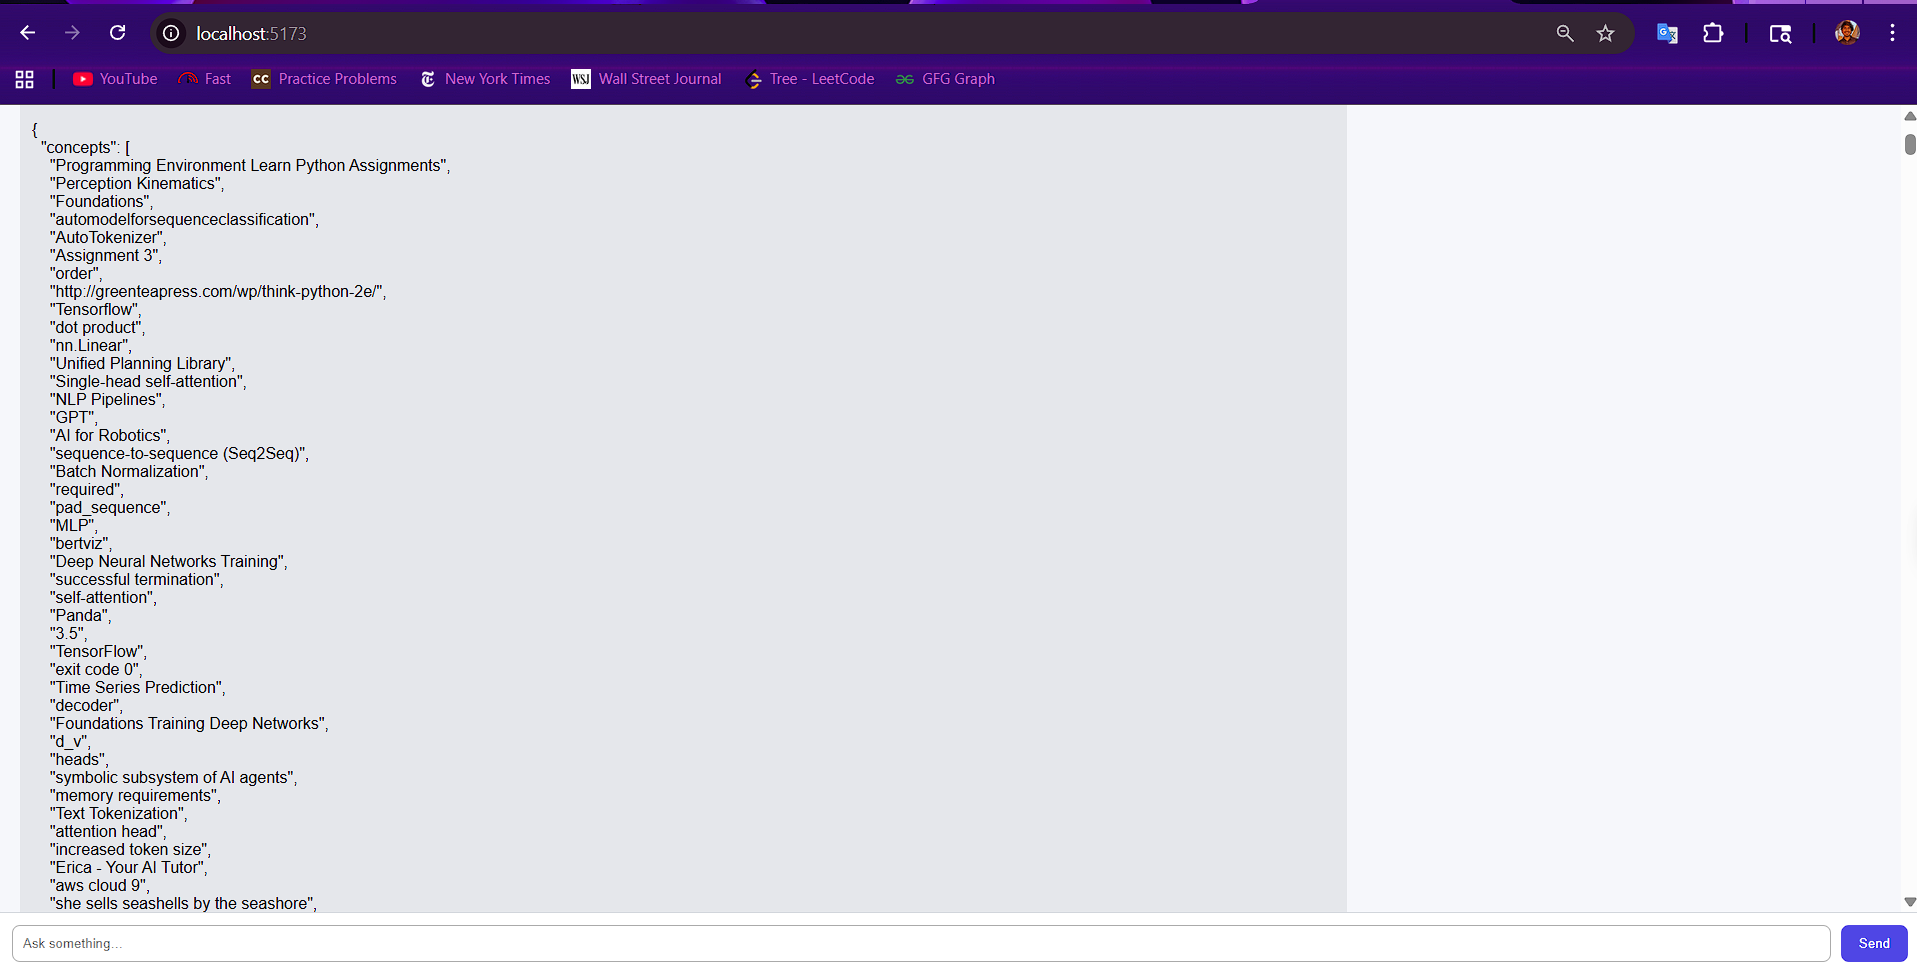 localhost:5173
YouTube
Fast
CC Practice Problems
New York Times
WSJ Wall Street Journal
Tree - LeetCode
GFG Graph
{
"concepts": [
"Programming Environment Learn Python Assignments",
"Perception Kinematics",
"Foundations",
"automodelforsequenceclassification",
"AutoTokenizer",
"Assignment 3",
"order",
"http://greenteapress.com/wp/think-python-2e/",
"Tensorflow",
"dot product",
"nn.Linear",
"Unified Planning Library",
"Single-head self-attention",
"NLP Pipelines",
"GPT",
"AI for Robotics",
"sequence-to-sequence (Seq2Seq)",
"Batch Normalization",
"required",
"pad_sequence",
"MLP",
"bertviz",
"Deep Neural Networks Training",
"successful termination",
"self-attention",
"Panda",
"3.5",
"TensorFlow",
"exit code 0",
"Time Series Prediction",
"decoder",
"Foundations Training Deep Networks",
"d_v",
"heads",
"symbolic subsystem of AI agents",
"memory requirements",
"Text Tokenization",
"attention head",
"increased token size",
"Erica - Your AI Tutor",
"aws cloud 9",
"she sells seashells by the seashore",
Ask something...
Send